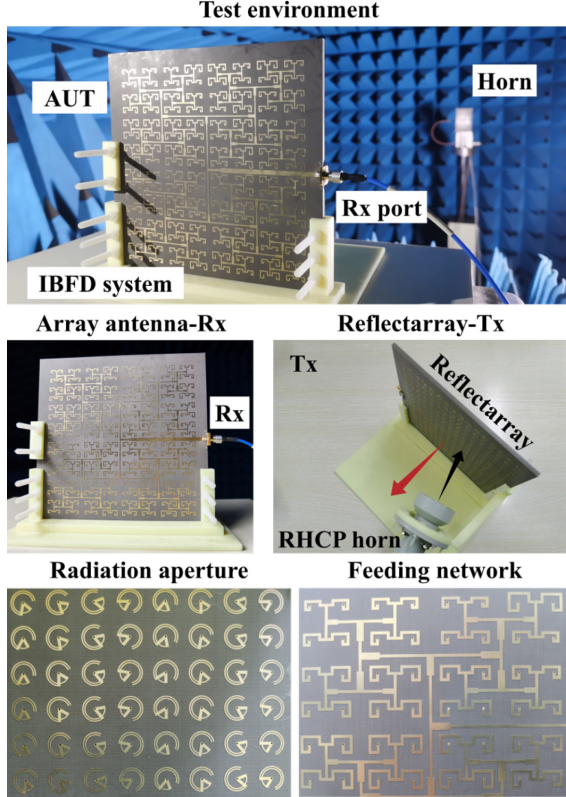 Test environment
AUT
Horn
Rx port
IBFD system
Array antenna-Rx
Reflectarray-Tx
Rx
Tx
Reflectarray
RHCP horn
Radiation aperture
Feeding network